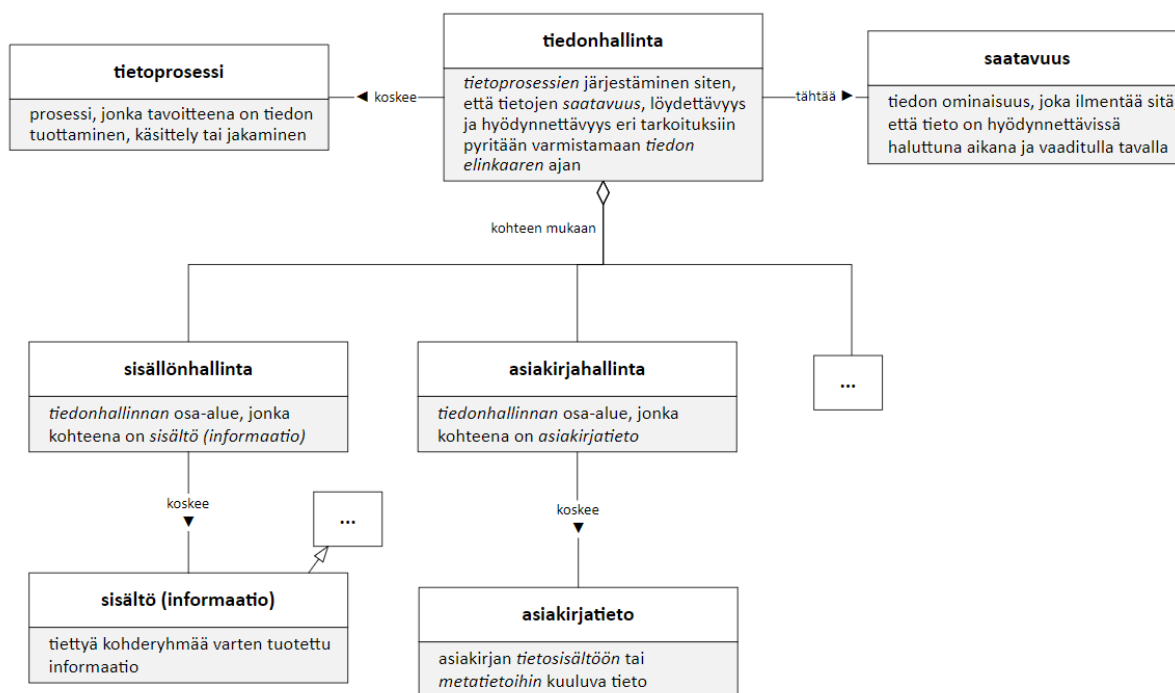 tietoprosessi
prosessi, jonka tavoitteena on tiedon
tuottaminen, käsittely tai jakaminen
◄ koskee
tiedonhallinta
tietoprosessien järjestäminen siten,
että tietojen saatavuus, löydettävyys
ja hyödynnettävyys eri tarkoituksiin
pyritään varmistamaan tiedon
elinkaaren ajan
tähtää ►
saatavuus
tiedon ominaisuus, joka ilmentää sitä,
että tieto on hyödynnettävissä
haluttuna aikana ja vaaditulla tavalla
kohteen mukaan
sisällönhallinta
tiedonhallinnan osa-alue, jonka
kohteena on sisältö (informaatio)
asiakirjahallinta
tiedonhallinnan osa-alue, jonka
kohteena on asiakirjatieto
...
koskee
▼
...
koskee
▼
sisältö (informaatio)
tiettyä kohderyhmää varten tuotettu
informaatio
asiakirjatieto
asiakirjan tietosisältöön tai
metatietoihin kuuluva tieto